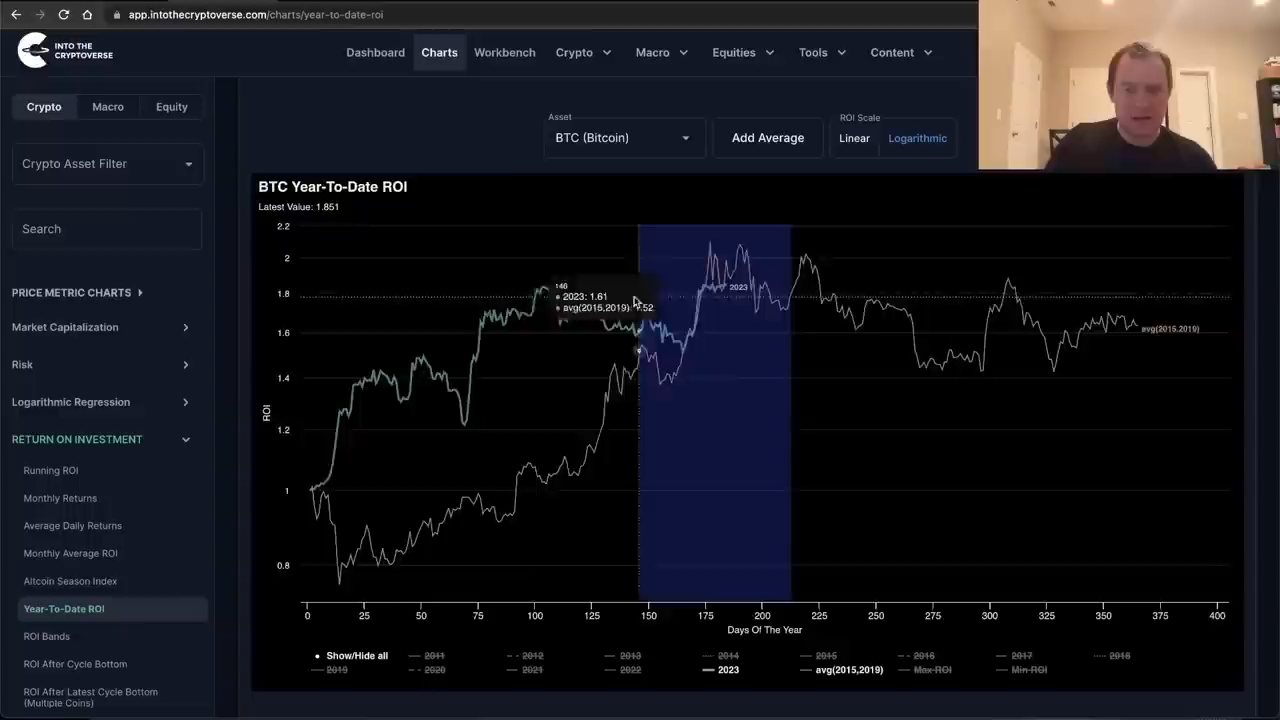 app.intothecryptoverse.com/charts/year-to-date-roi
INTO THE
CRYPTOVERSE
Dashboard
Charts
Workbench
Crypto
Macro
Equities
Tools
Content
Crypto
Macro
Equity
Crypto Asset Filter
Search
PRICE METRIC CHARTS
Market Capitalization
Risk
Logarithmic Regression
RETURN ON INVESTMENT
Running ROI
Monthly Returns
Average Daily Returns
Monthly Average ROI
Altcoin Season Index
Year-To-Date ROI
ROI Bands
ROI After Cycle Bottom
ROI After Latest Cycle Bottom
(Multiple Coins)
Asset
BTC (Bitcoin)
Add Average
ROI Scale
Linear
Logarithmic
BTC Year-To-Date ROI
Latest Value: 1.851
2.2
2
1.8
1.6
1.4
1.2
1
0.8
ROI
146
2023: 1.61
avg(2015,2019): 1.52
2023
avg(2015,2019)
0 25 50 75 100 125 150 175 200 225 250 275 300 325 350 375 400
Days Of The Year
Show/Hide all 2011 2012 2013 2014 2015 2016 2017 2018
2019 2020 2021 2022 2023 avg(2015,2019) Max ROI Min ROI